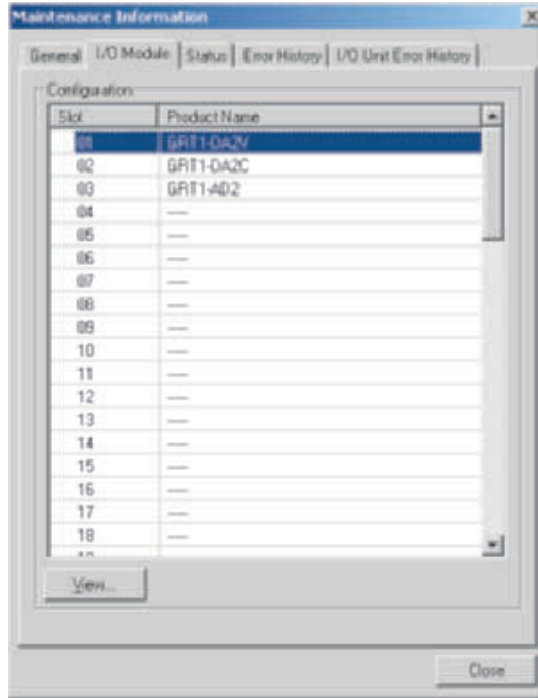 Maintenance Information
General I/O Module Status Error History I/O Unit Error History
Configuration
Slot Product Name
01 GRT1-DA2V
02 GRT1-DA2C
03 GRT1-AD2
04 ----
05 ----
06 ----
07 ----
08 ----
09 ----
10 ----
11 ----
12 ----
13 ----
14 ----
15 ----
16 ----
17 ----
18 ----
View...
Close